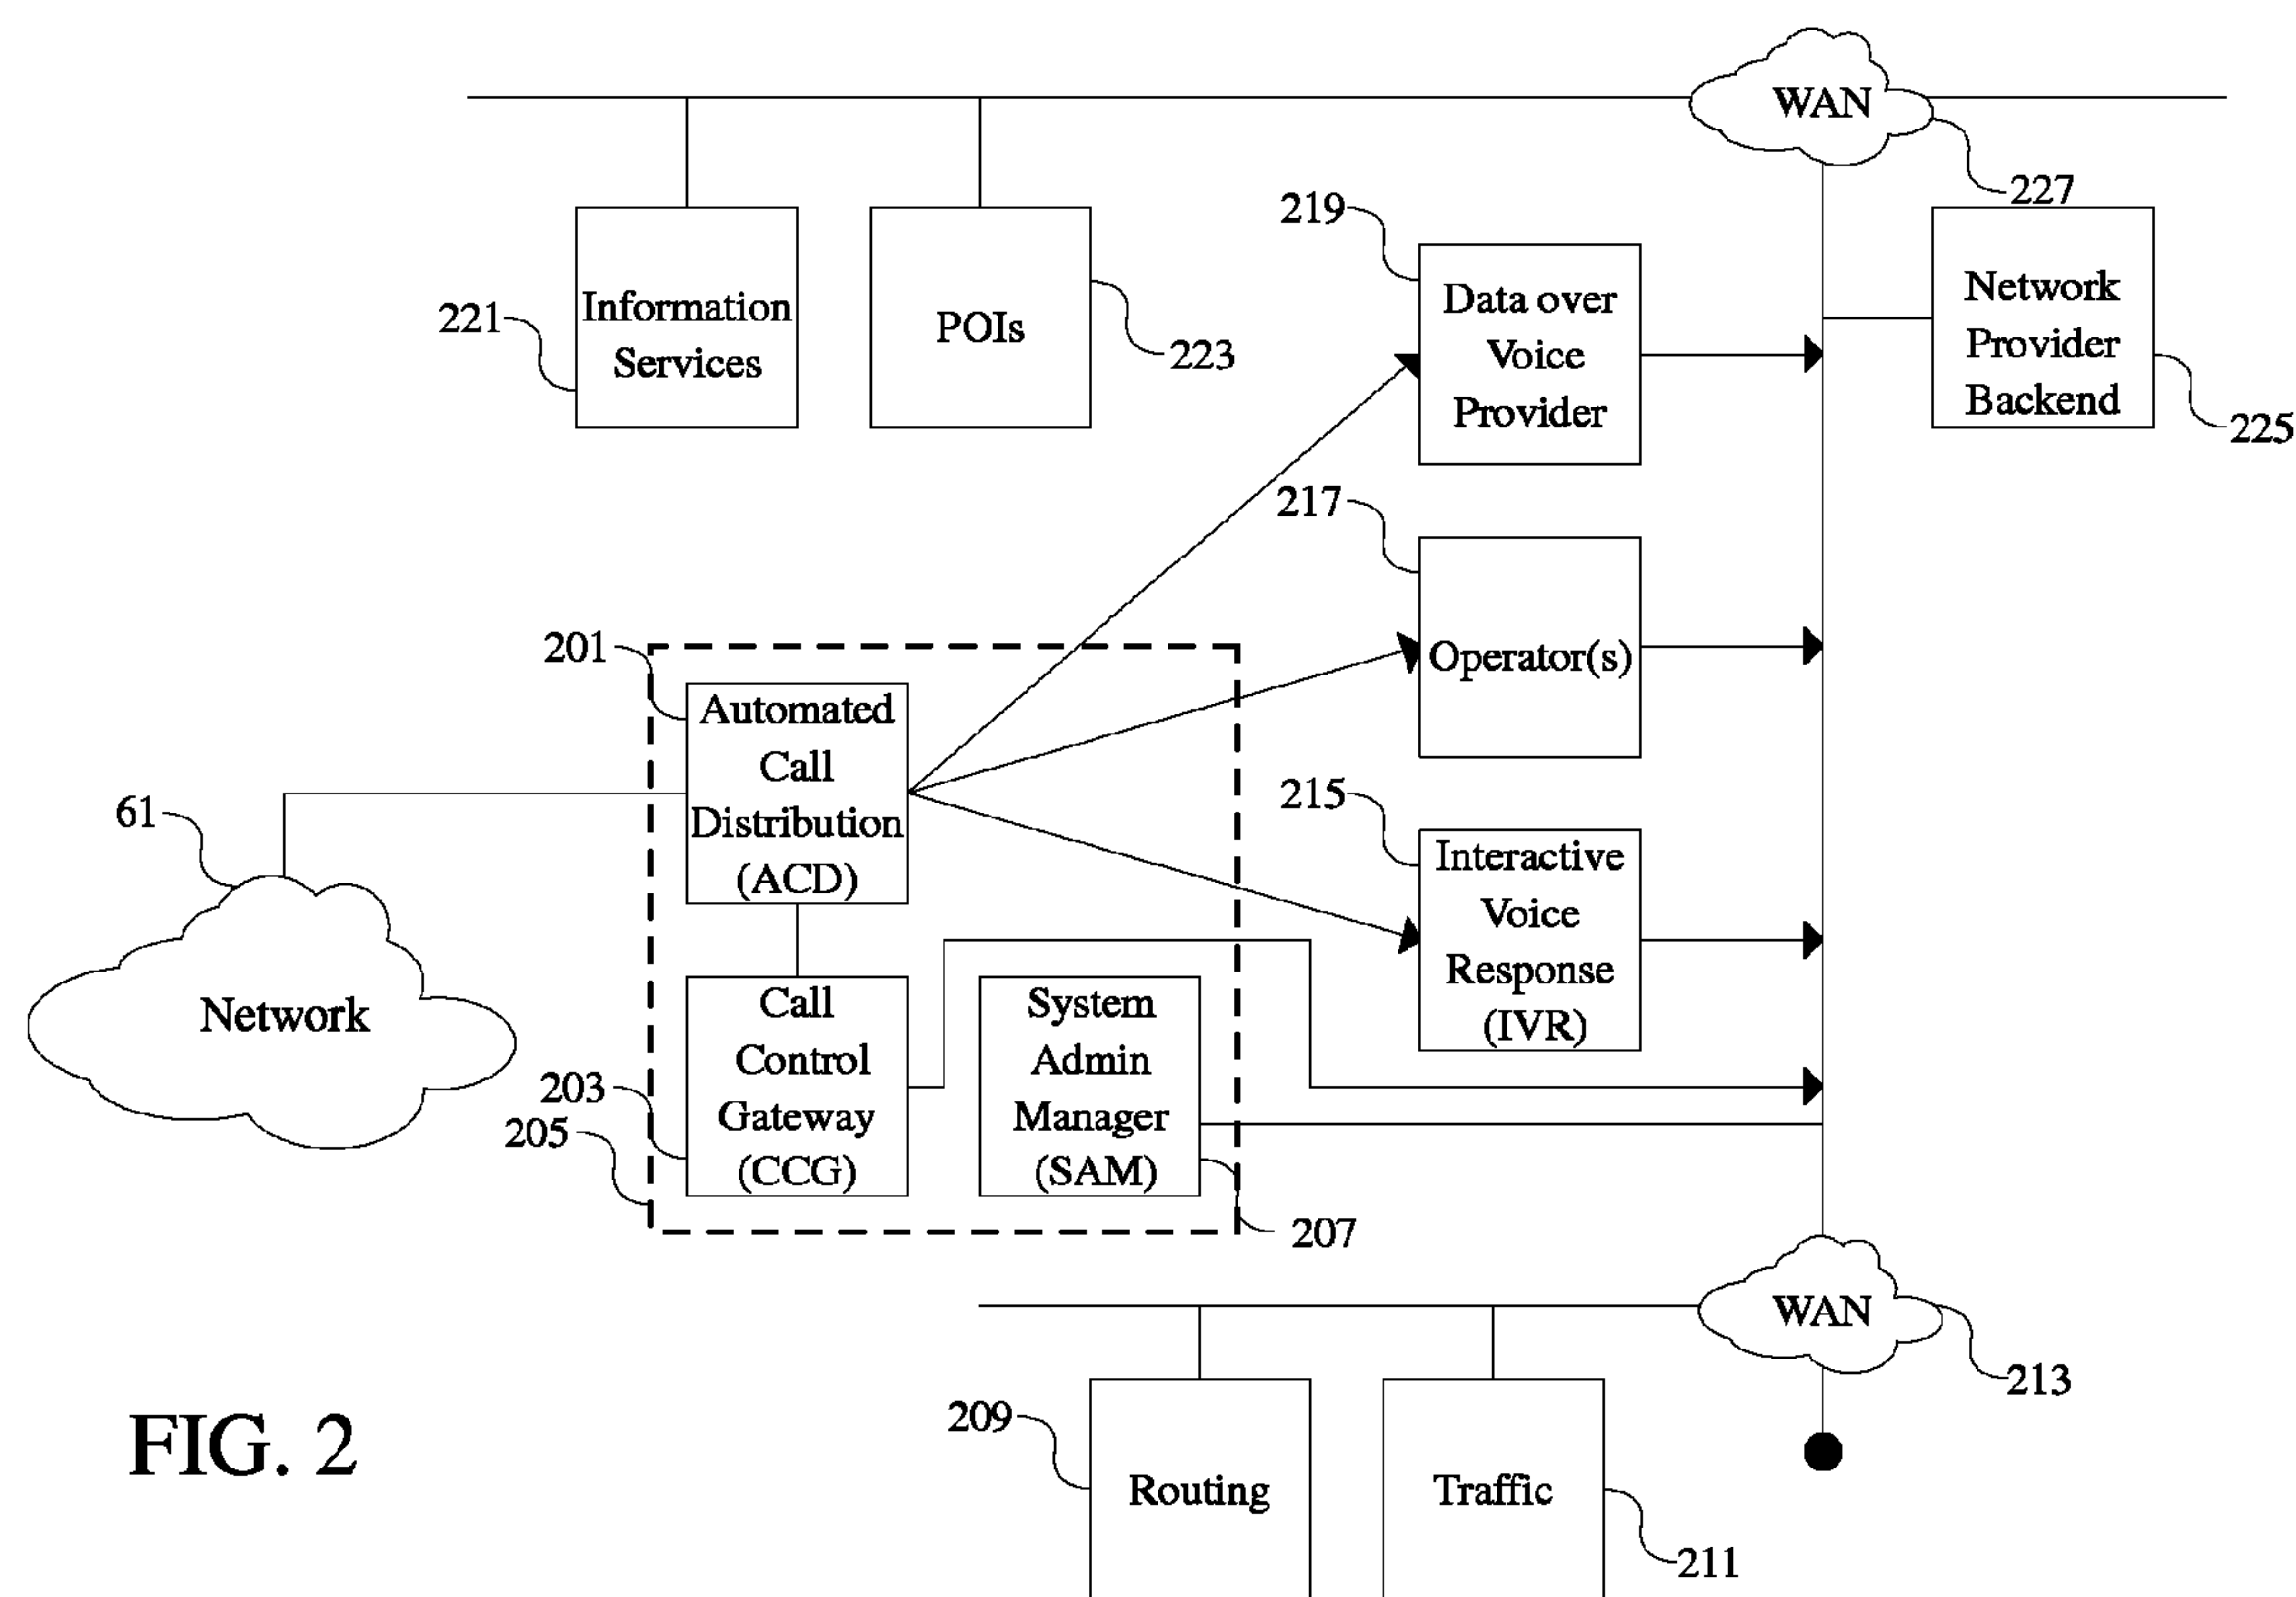 WAN
227
219
Information
Services
221
POIs
223
Data over
Voice
Provider
Network
Provider
Backend
225
217
Operator(s)
201
Automated
Call
Distribution
(ACD)
61
Network
215
Interactive
Voice
Response
(IVR)
Call
Control
Gateway
(CCG)
203
205
System
Admin
Manager
(SAM)
207
WAN
213
209
Routing
Traffic
211
FIG. 2